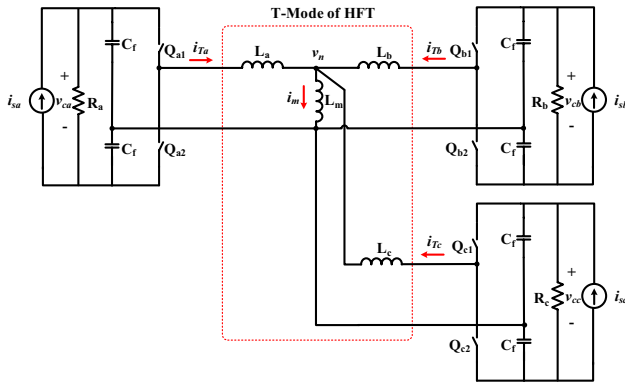 T-Mode of HFT
C_f
Q_a1
i_Ta
L_a
v_n
L_b
i_Tb
Q_b1
C_f
i_sa
+
v_ca
-
R_a
i_m
L_m
R_b
+
v_cb
-
C_f
Q_a2
Q_b2
C_f
L_c
i_Tc
Q_c1
C_f
R_c
+
v_cc
-
Q_c2
C_f